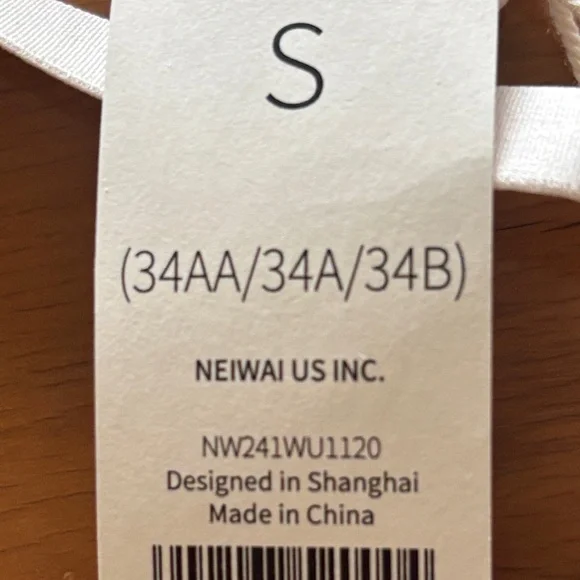 S
(34AA/34A/34B)
NEIWAI US INC.
NW241WU1120
Designed in Shanghai
Made in China